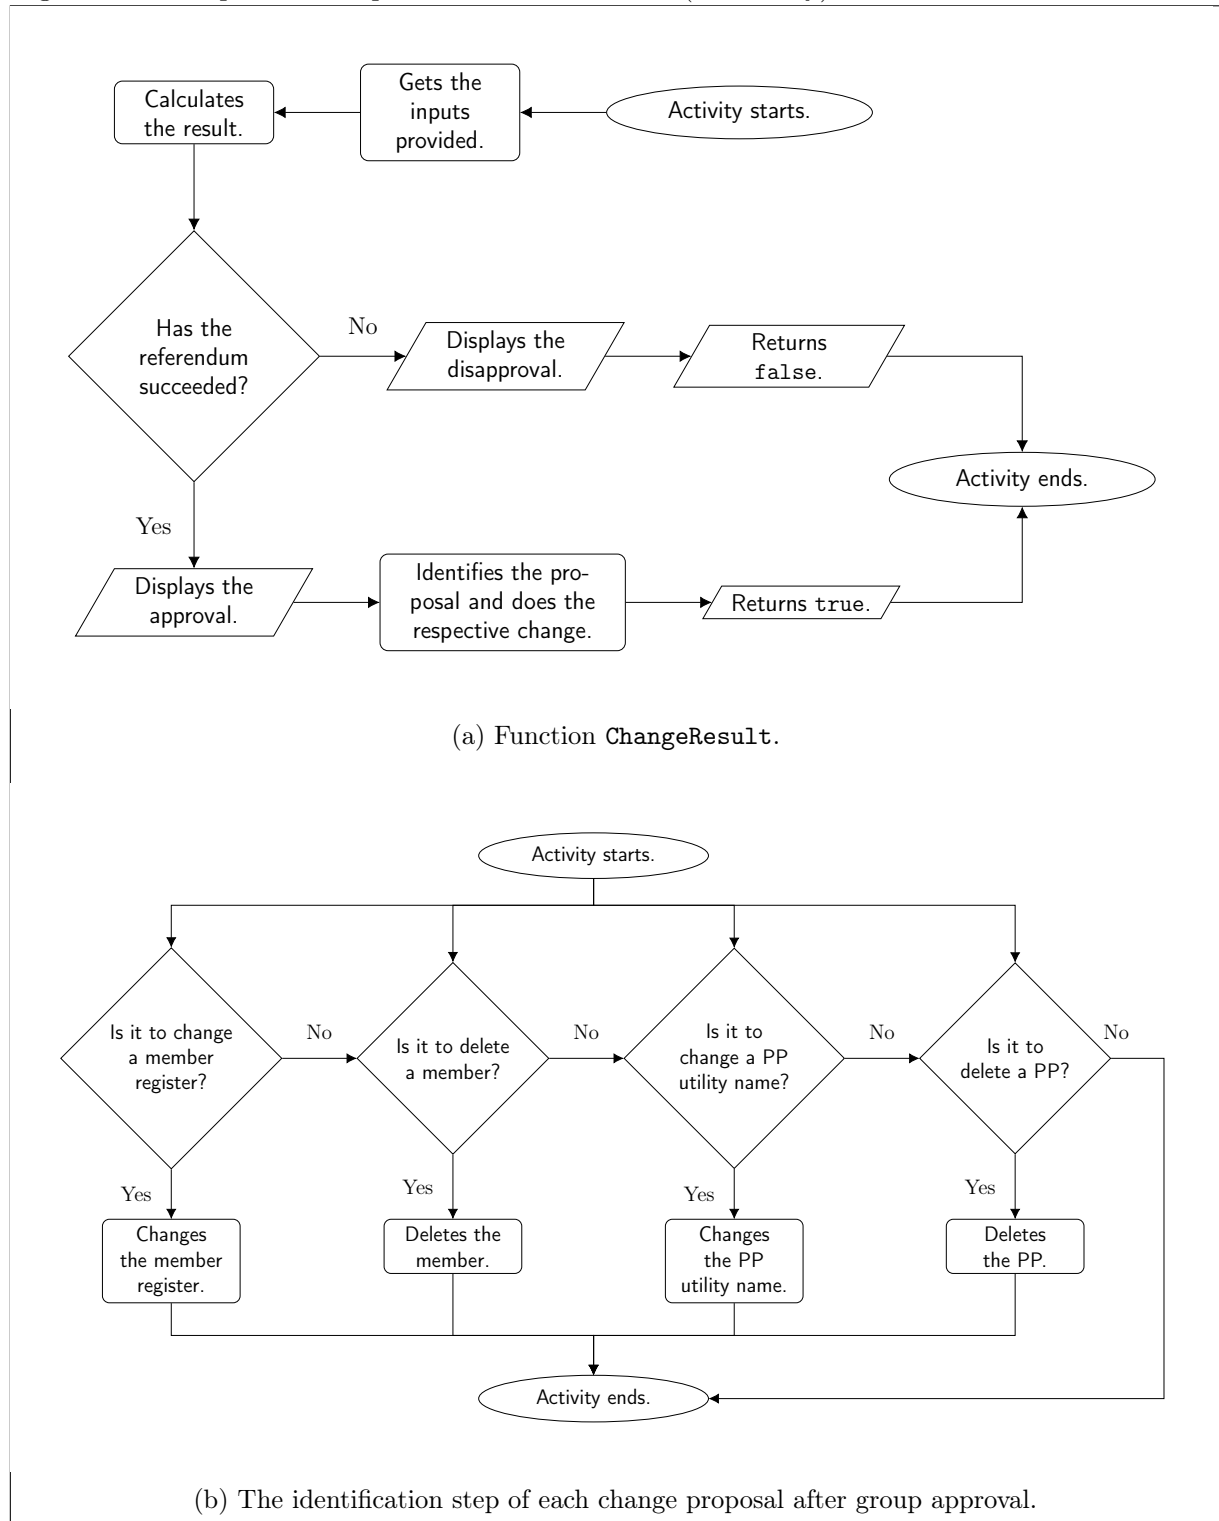 Calculates
the result.
Gets the
inputs
provided.
Activity starts.
Has the
referendum
succeeded?
No
Displays the
disapproval.
Returns
false.
Activity ends.
Yes
Displays the
approval.
Identifies the pro-
posal and does the
respective change.
Returns true.
(a) Function ChangeResult.
Activity starts.
Is it to change
a member
register?
No
Is it to delete
a member?
No
Is it to
change a PP
utility name?
No
Is it to
delete a PP?
No
Yes
Changes
the member
register.
Yes
Deletes the
member.
Yes
Changes
the PP
utility name.
Yes
Deletes
the PP.
Activity ends.
(b) The identification step of each change proposal after group approval.